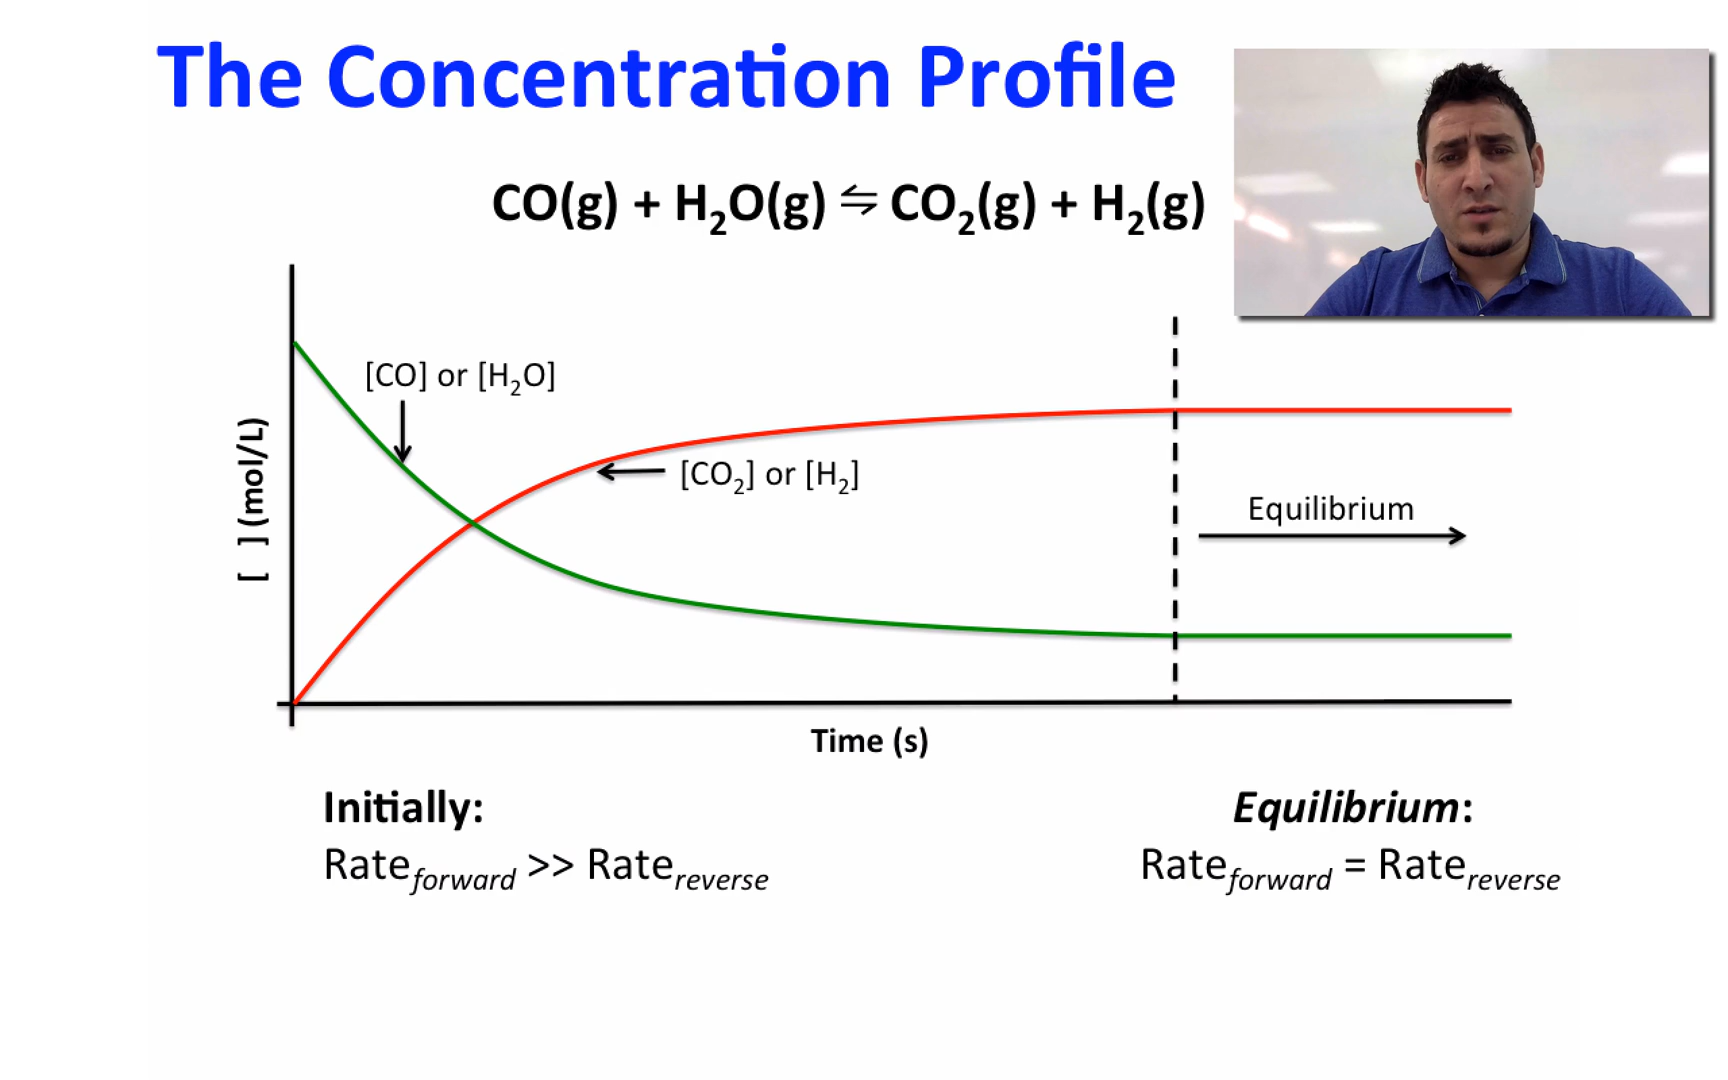 The Concentration Profile
CO(g) + H₂O(g) ⇋ CO₂(g) + H₂(g)
[CO] or [H₂O]
[CO₂] or [H₂]
Equilibrium
[ ] (mol/L)
Time (s)
Initially:
Rate_forward >> Rate_reverse
Equilibrium:
Rate_forward = Rate_reverse